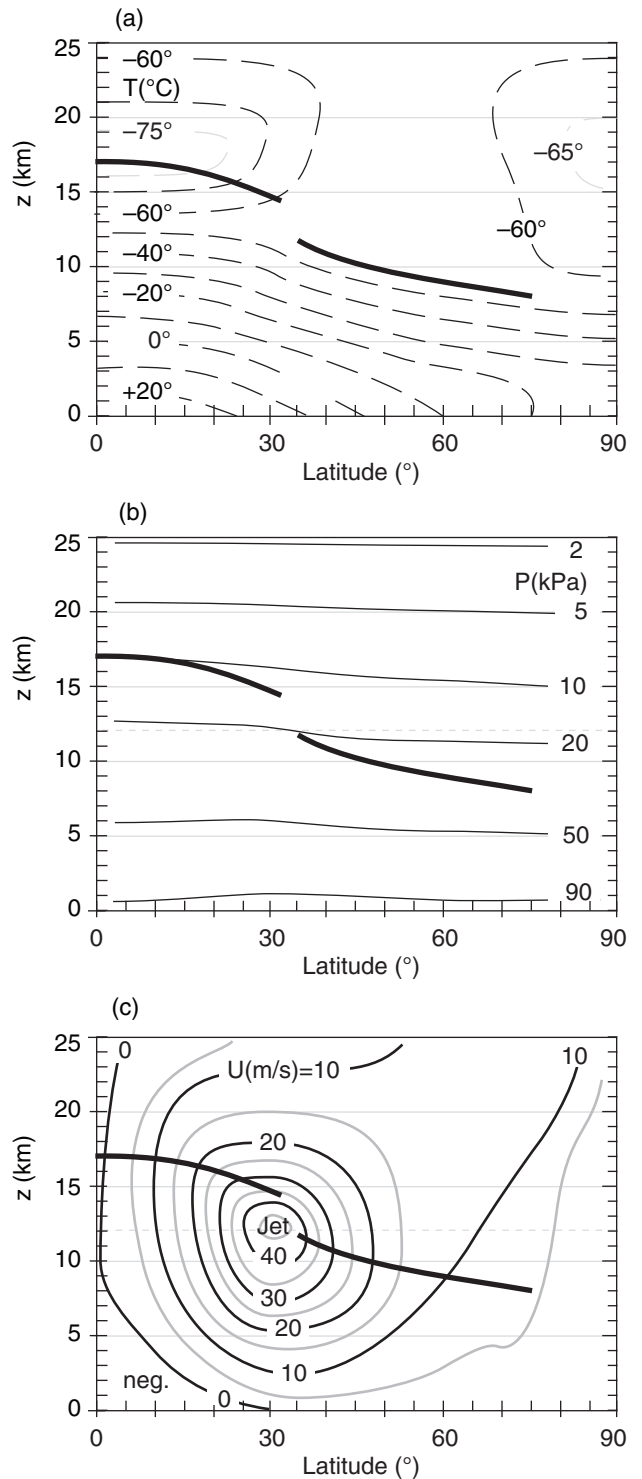 (a)
25
–60°
T(°C)
20
–75°
–65°
z (km)
15
–60°
–60°
10
–40°
–20°
5
0°
+20°
0
0 30 60 90
Latitude (°)
(b)
25
2
P(kPa)
20
5
z (km)
15
10
10
20
5
50
90
0
0 30 60 90
Latitude (°)
(c)
25
0
U(m/s)=10
10
20
20
z (km)
15
Jet
40
10
30
20
5
10
neg.
0
0
0 30 60 90
Latitude (°)